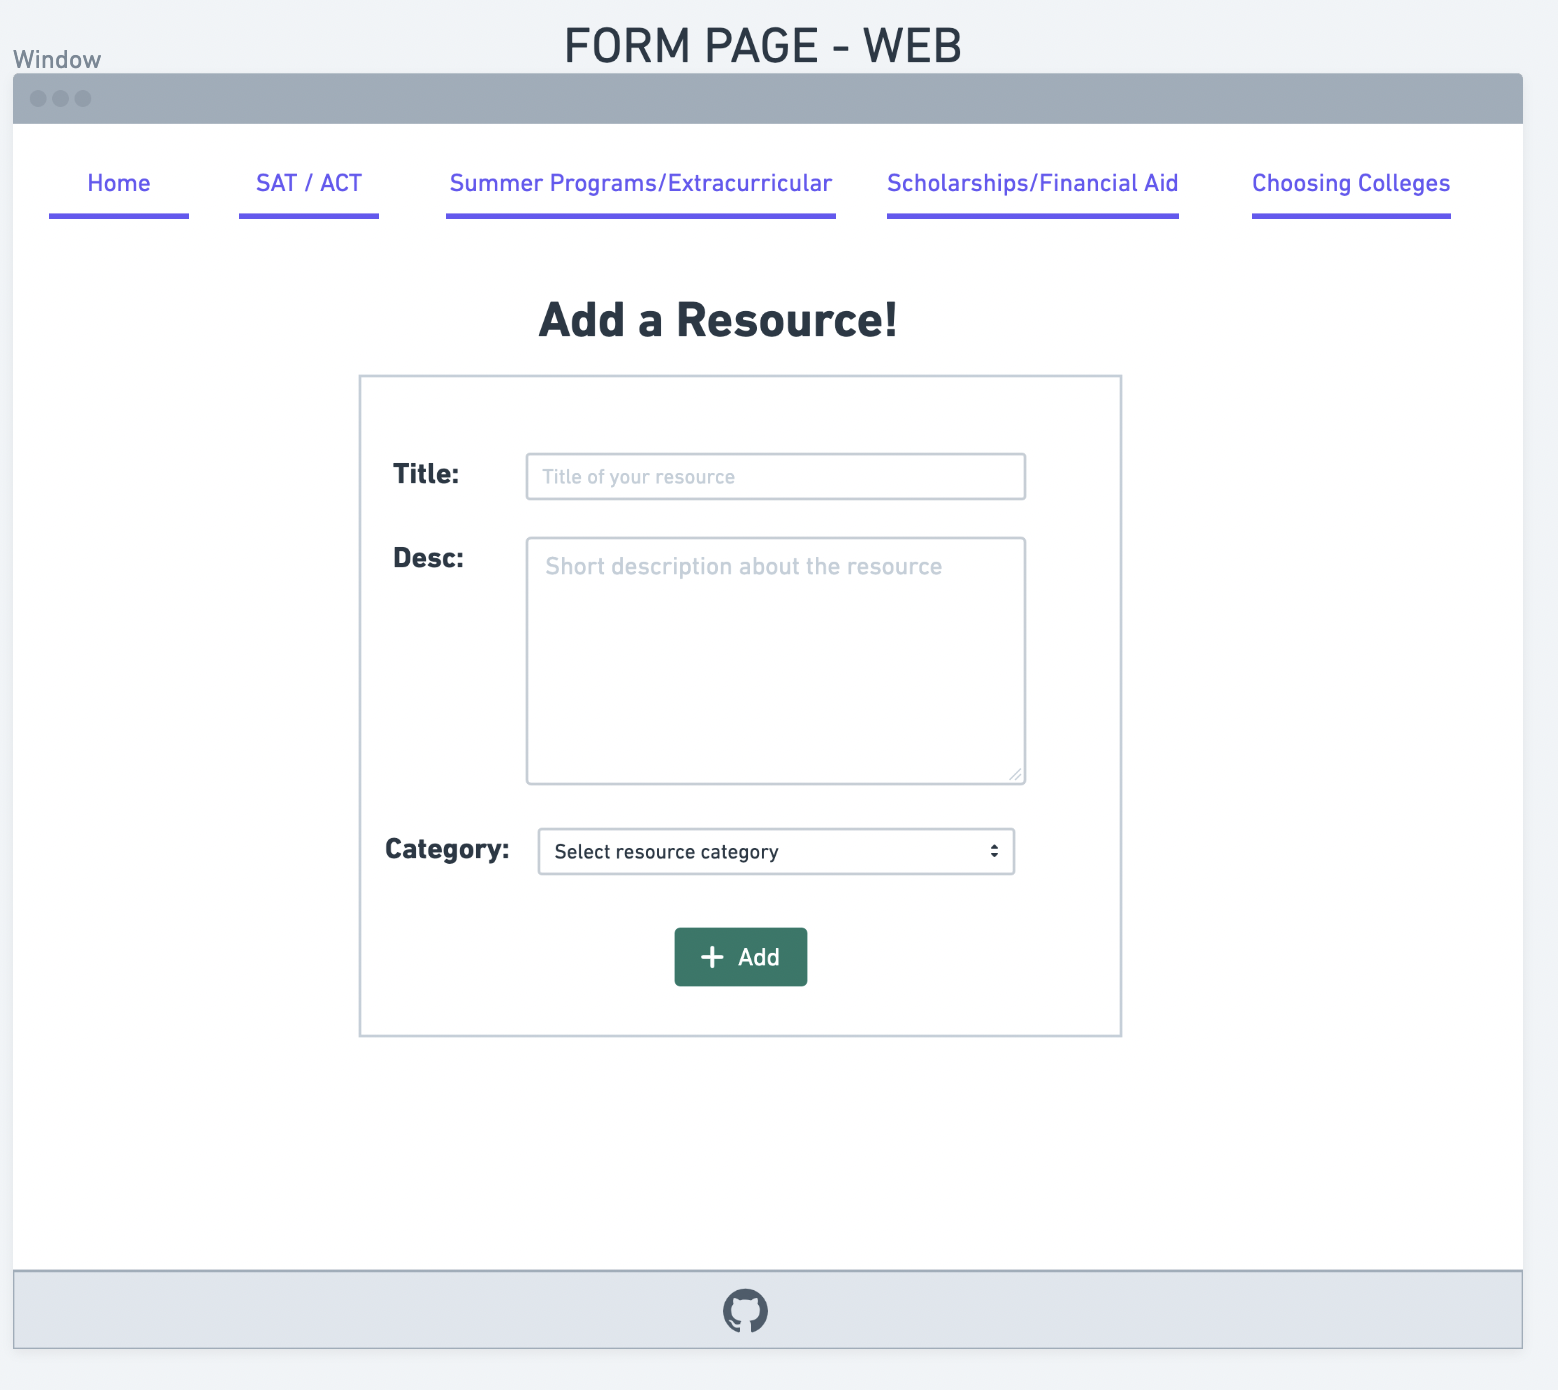 FORM PAGE - WEB
Window
Home SAT / ACT Summer Programs/Extracurricular Scholarships/Financial Aid Choosing Colleges
Add a Resource!
Title: Title of your resource
Desc: Short description about the resource
Category: Select resource category
+ Add